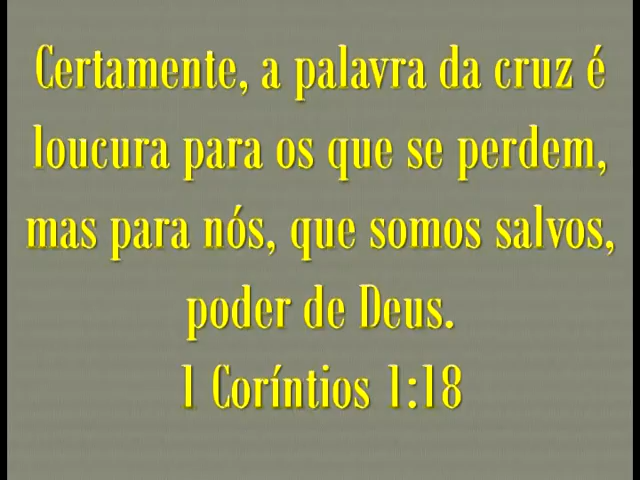 Certamente, a palavra da cruz é
loucura para os que se perdem,
mas para nós, que somos salvos,
poder de Deus.
1 Coríntios 1:18